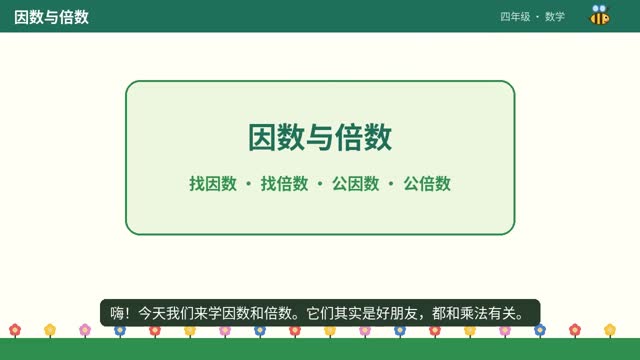 因数与倍数
四年级 · 数学
因数与倍数
找因数 · 找倍数 · 公因数 · 公倍数
嗨！今天我们来学因数和倍数。它们其实是好朋友，都和乘法有关。